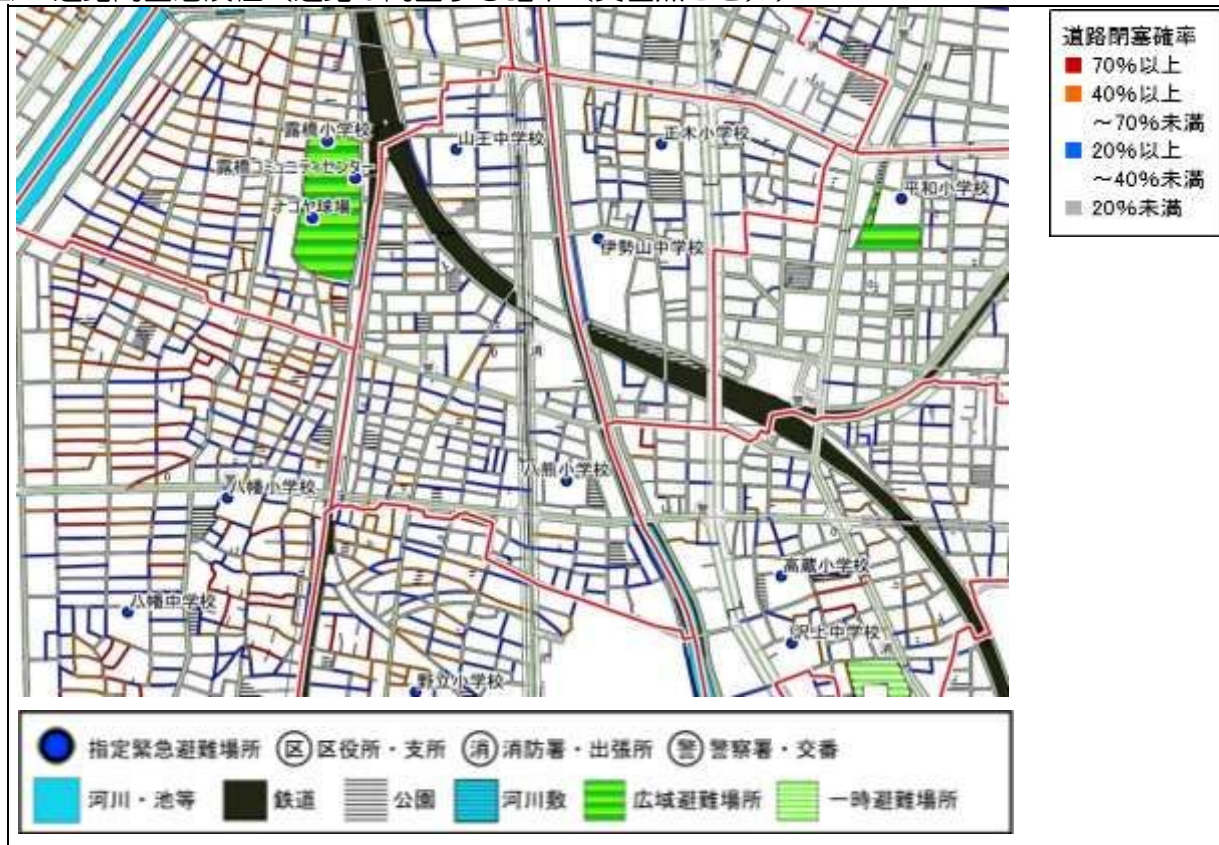 道路閉塞確率
70%以上
40%以上
～70%未満
20%以上
～40%未満
20%未満
露橋小学校
山王中学校
正木小学校
露橋コミュニティセンター
平和小学校
ナゴヤ球場
伊勢山中学校
消
八熊小学校
八幡小学校
高蔵小学校
八幡中学校
沢上中学校
野立小学校
指定緊急避難場所 区 区役所・支所 消 消防署・出張所 警 警察署・交番
河川・池等 鉄道 公園 河川敷 広域避難場所 一時避難場所